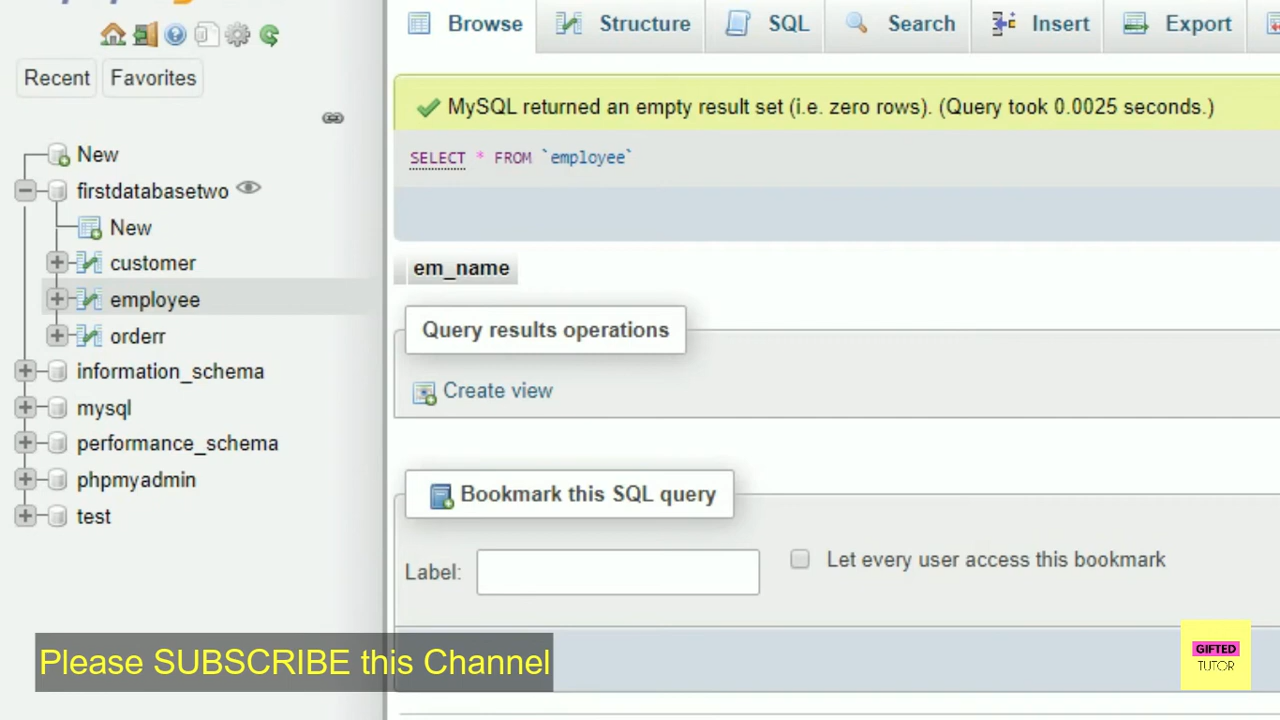 Recent
Favorites
New
firstdatabasetwo
New
customer
employee
orderr
information_schema
mysql
performance_schema
phpmyadmin
test
Browse
Structure
SQL
Search
Insert
Export
MySQL returned an empty result set (i.e. zero rows). (Query took 0.0025 seconds.)
SELECT * FROM `employee`
em_name
Query results operations
Create view
Bookmark this SQL query
Label:
Let every user access this bookmark
Please SUBSCRIBE this Channel
GIFTED
TUTOR